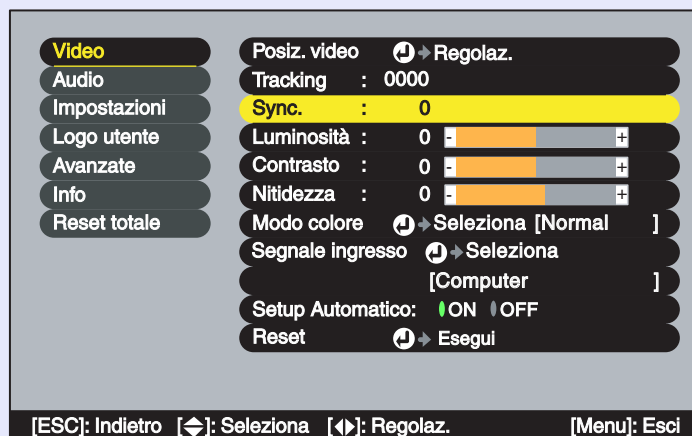 Video
Audio
Impostazioni
Logo utente
Avanzate
Info
Reset totale
Posiz. video Regolaz.
Tracking : 0000
Sync. : 0
Luminosità : 0 - +
Contrasto : 0 - +
Nitidezza : 0 - +
Modo colore Seleziona [Normal ]
Segnale ingresso Seleziona
[Computer ]
Setup Automatico: ON OFF
Reset Esegui
[ESC]: Indietro [ ]: Seleziona [ ]: Regolaz. [Menu]: Esci